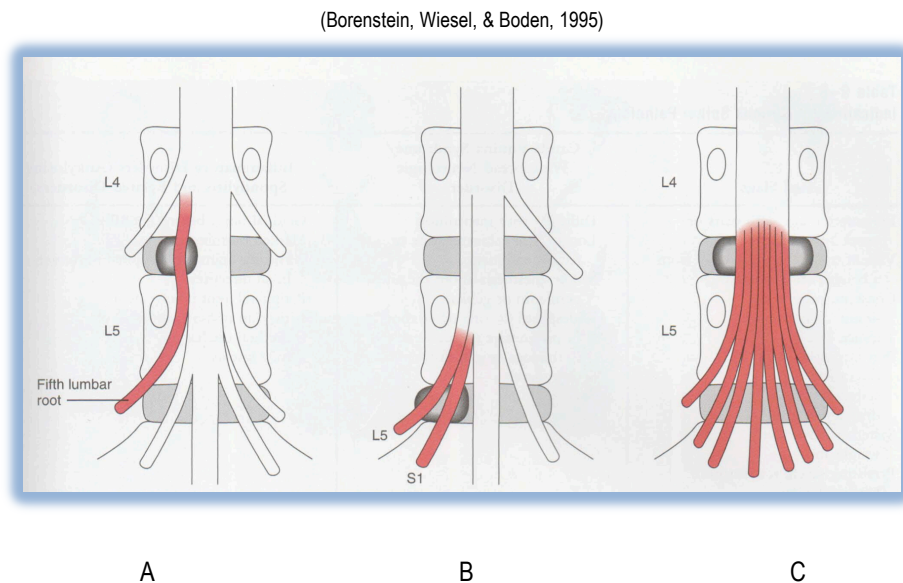 (Borenstein, Wiesel, & Boden, 1995)
L4
L4
L5
L5
Fifth lumbar
root
L5
S1
A
B
C